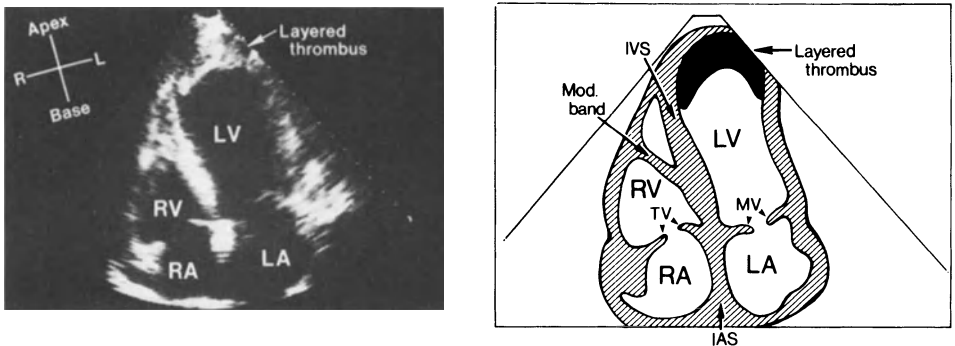 Apex
R
L
Base
Layered
thrombus
LV
RV
RA
LA
IVS
Mod.
band
Layered
thrombus
LV
RV
TV
MV
RA
LA
IAS